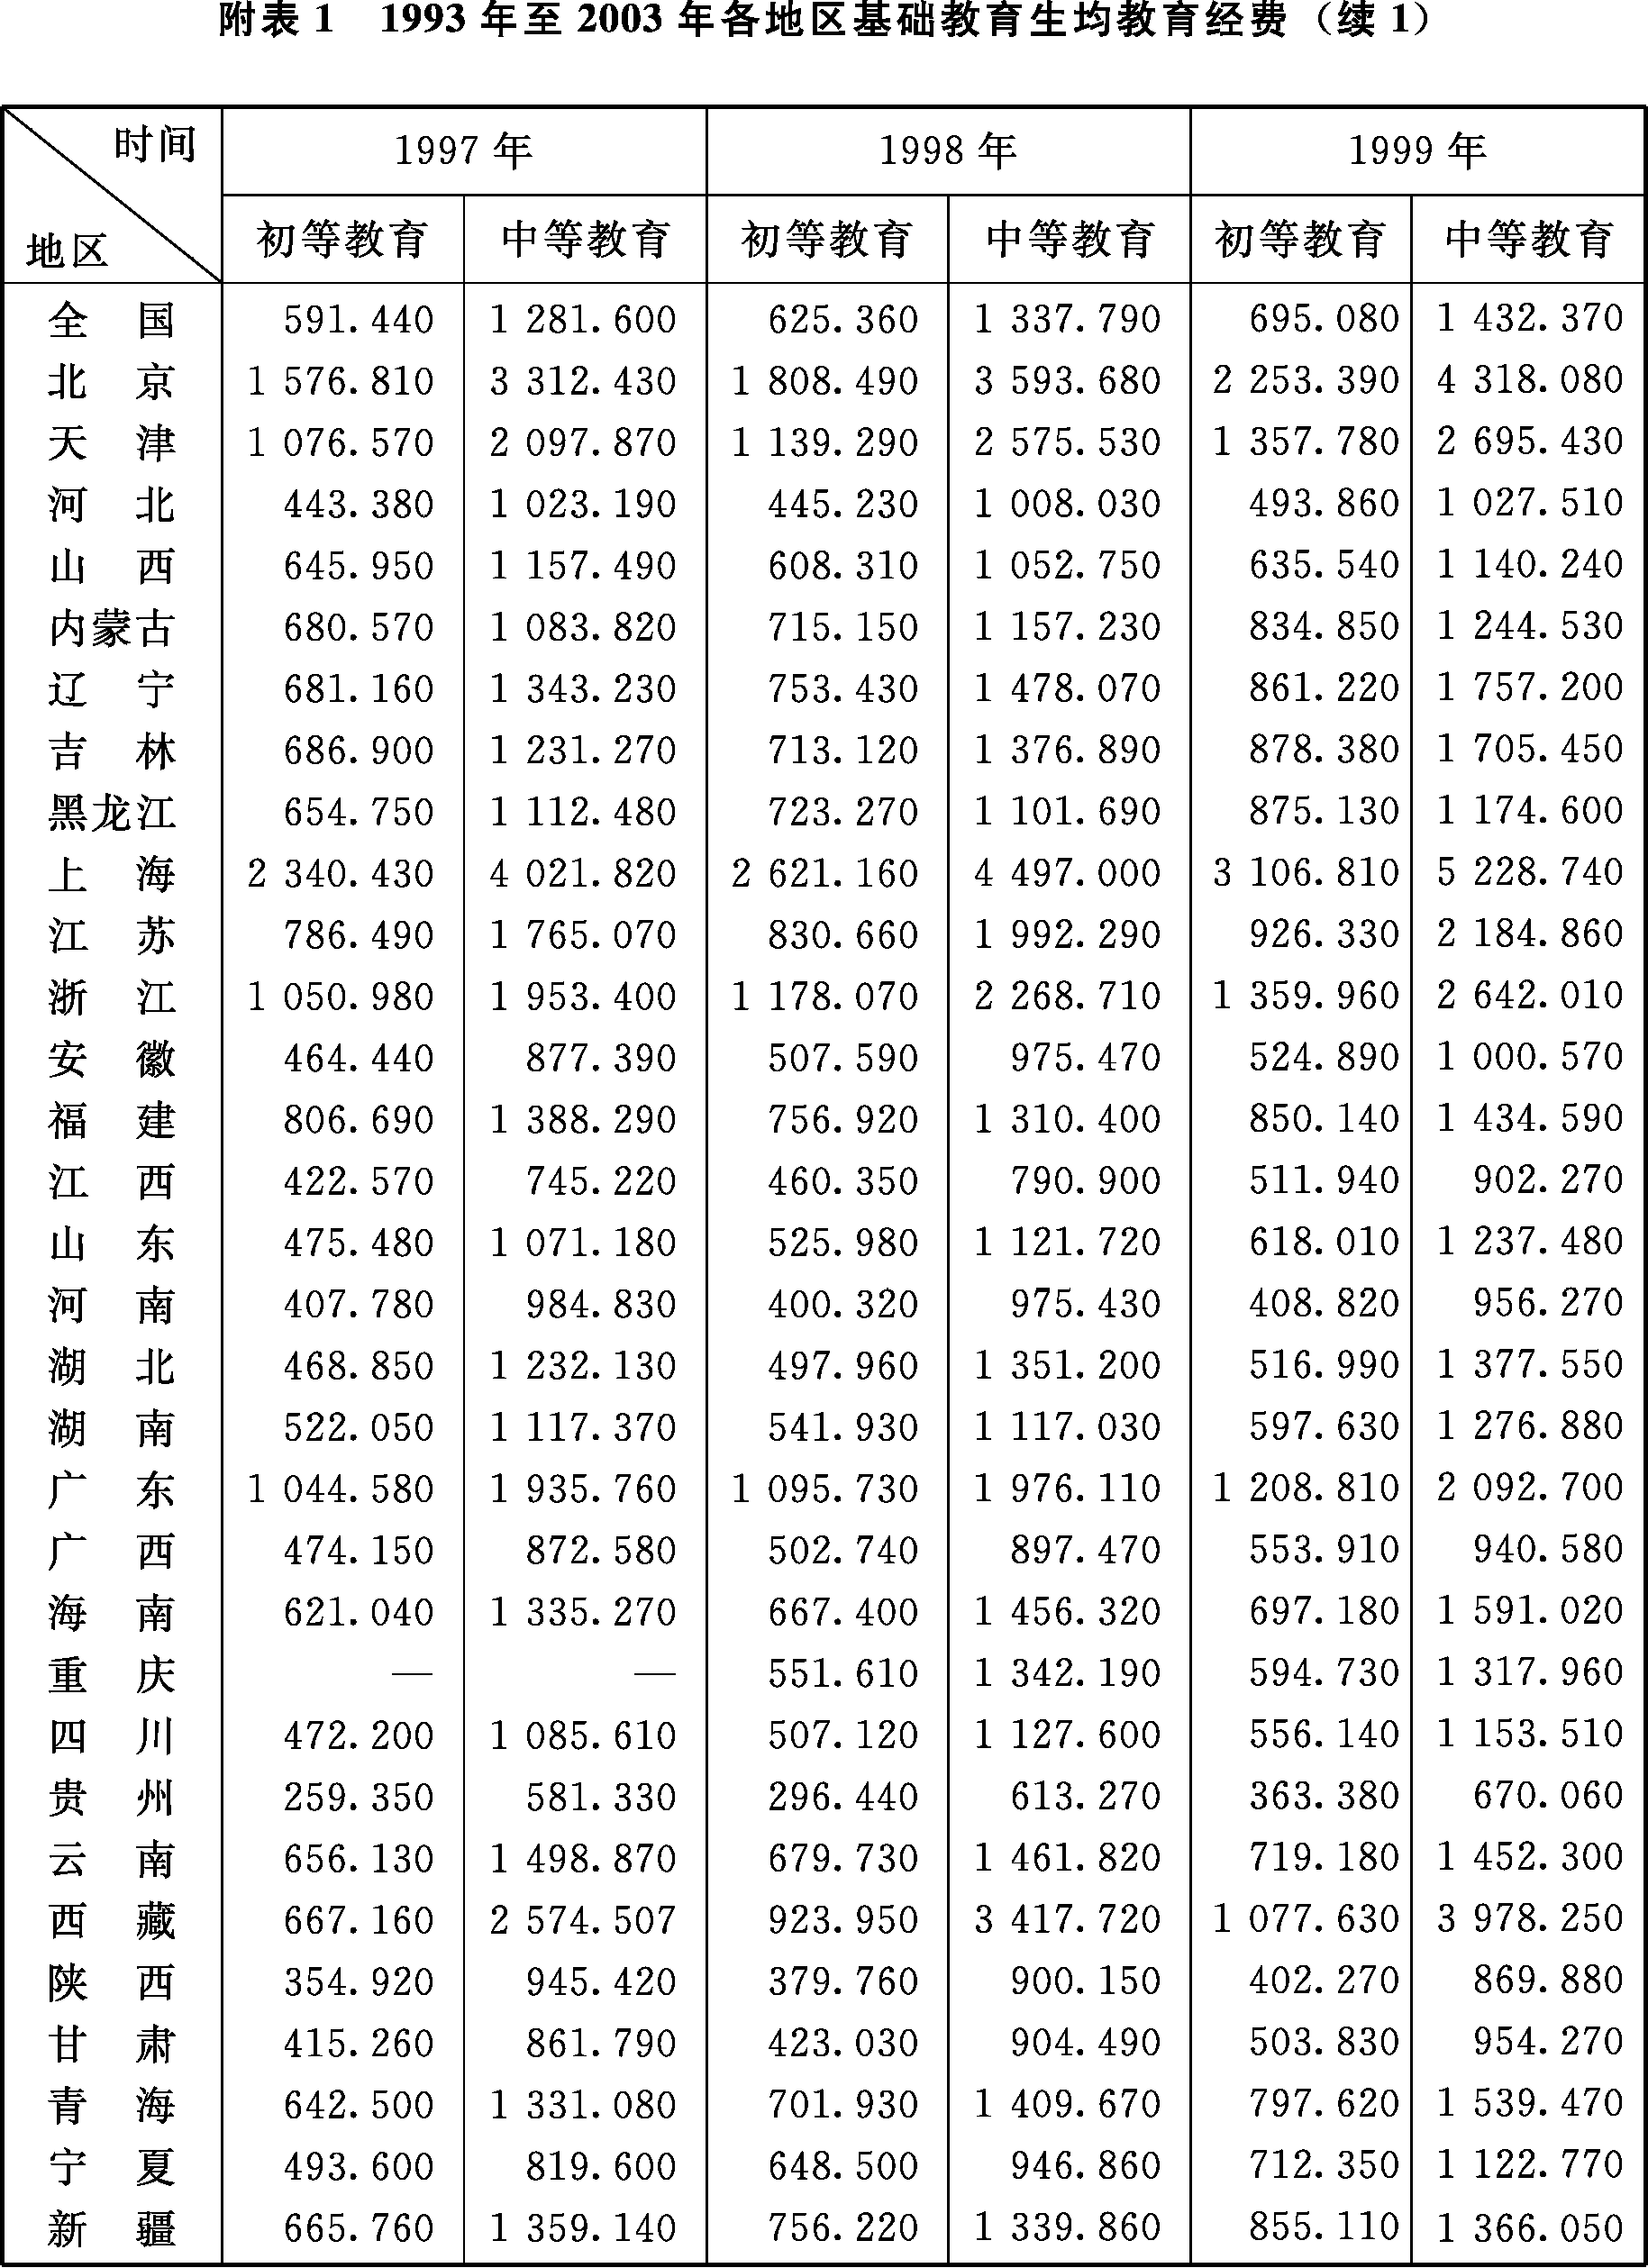 附表 1　1993 年至 2003 年各地区基础教育生均教育经费（续 1）
时间 1997 年 1998 年 1999 年
地区 初等教育 中等教育 初等教育 中等教育 初等教育 中等教育
全国 591.440 1 281.600 625.360 1 337.790 695.080 1 432.370
北京 1 576.810 3 312.430 1 808.490 3 593.680 2 253.390 4 318.080
天津 1 076.570 2 097.870 1 139.290 2 575.530 1 357.780 2 695.430
河北 443.380 1 023.190 445.230 1 008.030 493.860 1 027.510
山西 645.950 1 157.490 608.310 1 052.750 635.540 1 140.240
内蒙古 680.570 1 083.820 715.150 1 157.230 834.850 1 244.530
辽宁 681.160 1 343.230 753.430 1 478.070 861.220 1 757.200
吉林 686.900 1 231.270 713.120 1 376.890 878.380 1 705.450
黑龙江 654.750 1 112.480 723.270 1 101.690 875.130 1 174.600
上海 2 340.430 4 021.820 2 621.160 4 497.000 3 106.810 5 228.740
江苏 786.490 1 765.070 830.660 1 992.290 926.330 2 184.860
浙江 1 050.980 1 953.400 1 178.070 2 268.710 1 359.960 2 642.010
安徽 464.440 877.390 507.590 975.470 524.890 1 000.570
福建 806.690 1 388.290 756.920 1 310.400 850.140 1 434.590
江西 422.570 745.220 460.350 790.900 511.940 902.270
山东 475.480 1 071.180 525.980 1 121.720 618.010 1 237.480
河南 407.780 984.830 400.320 975.430 408.820 956.270
湖北 468.850 1 232.130 497.960 1 351.200 516.990 1 377.550
湖南 522.050 1 117.370 541.930 1 117.030 597.630 1 276.880
广东 1 044.580 1 935.760 1 095.730 1 976.110 1 208.810 2 092.700
广西 474.150 872.580 502.740 897.470 553.910 940.580
海南 621.040 1 335.270 667.400 1 456.320 697.180 1 591.020
重庆 — — 551.610 1 342.190 594.730 1 317.960
四川 472.200 1 085.610 507.120 1 127.600 556.140 1 153.510
贵州 259.350 581.330 296.440 613.270 363.380 670.060
云南 656.130 1 498.870 679.730 1 461.820 719.180 1 452.300
西藏 667.160 2 574.507 923.950 3 417.720 1 077.630 3 978.250
陕西 354.920 945.420 379.760 900.150 402.270 869.880
甘肃 415.260 861.790 423.030 904.490 503.830 954.270
青海 642.500 1 331.080 701.930 1 409.670 797.620 1 539.470
宁夏 493.600 819.600 648.500 946.860 712.350 1 122.770
新疆 665.760 1 359.140 756.220 1 339.860 855.110 1 366.050